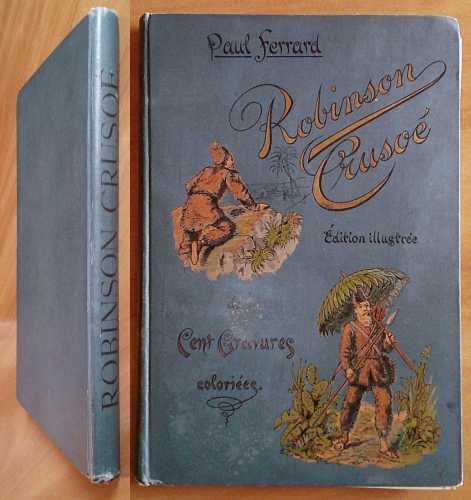 ROBINSON CRUSOE
Paul Ferrard
Robinson
Crusoé
Édition illustrée
Cent Gravures
coloriées.